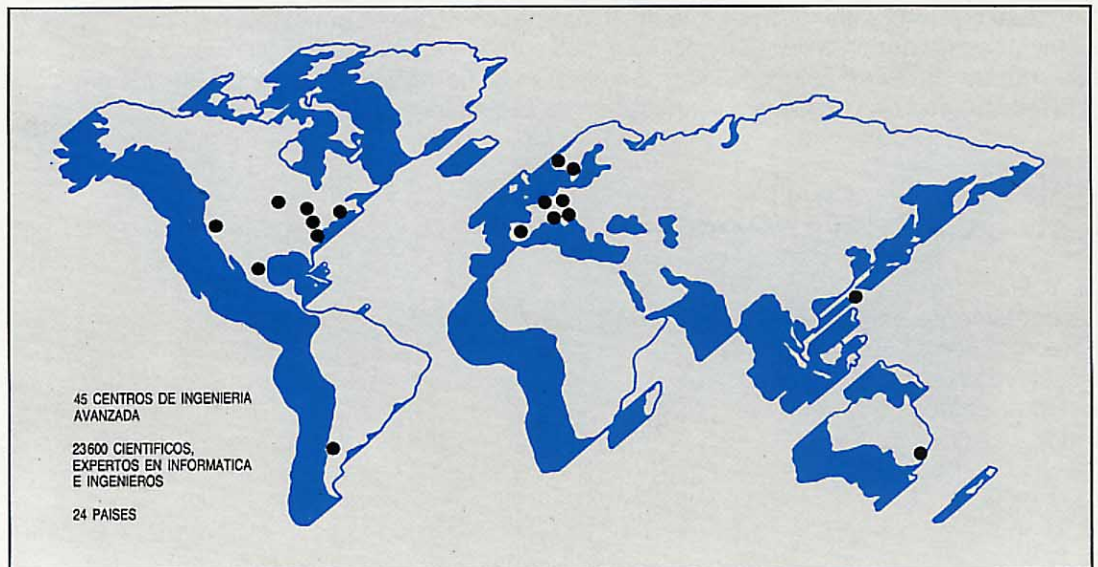 45 CENTROS DE INGENIERIA
AVANZADA
23600 CIENTIFICOS,
EXPERTOS EN INFORMATICA
E INGENIEROS
24 PAISES